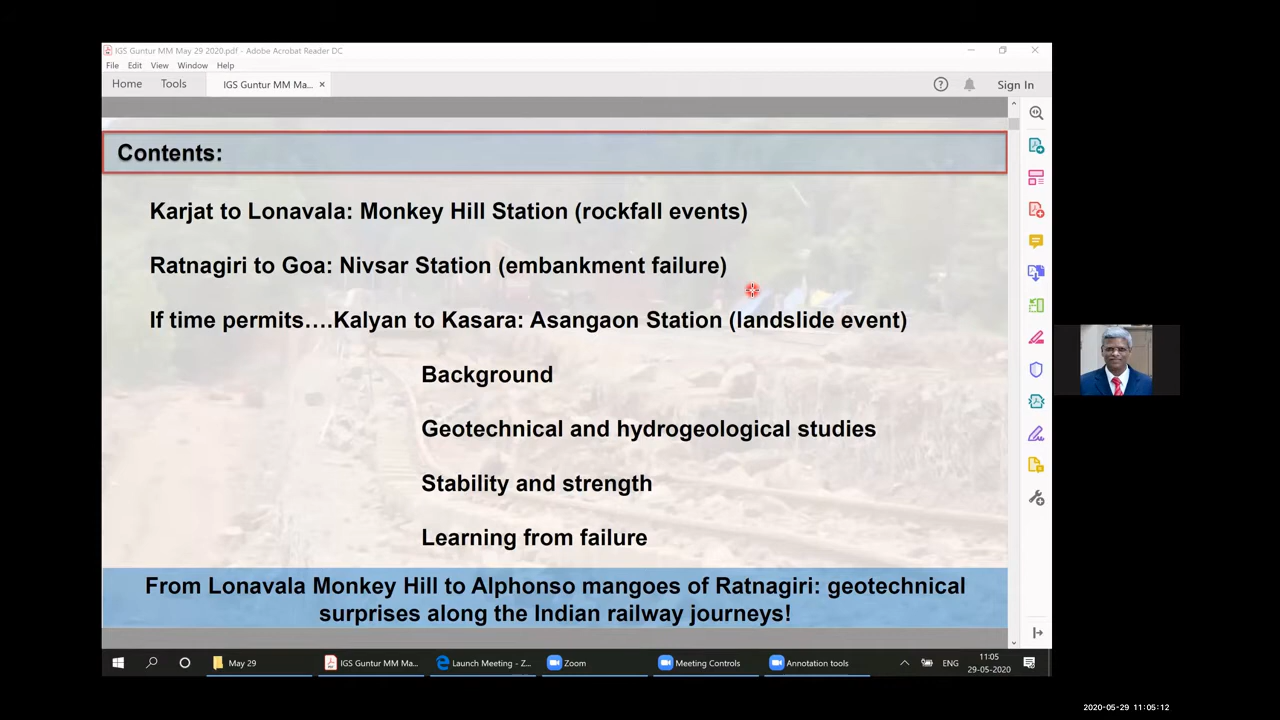 IGS Guntur MM May 29 2020.pdf - Adobe Acrobat Reader DC
File Edit View Window Help
Home Tools IGS Guntur MM Ma... × Sign In
Contents:
Karjat to Lonavala: Monkey Hill Station (rockfall events)
Ratnagiri to Goa: Nivsar Station (embankment failure)
If time permits….Kalyan to Kasara: Asangaon Station (landslide event)
Background
Geotechnical and hydrogeological studies
Stability and strength
Learning from failure
From Lonavala Monkey Hill to Alphonso mangoes of Ratnagiri: geotechnical
surprises along the Indian railway journeys!
May 29 IGS Guntur MM Ma... Launch Meeting - Z... Zoom Meeting Controls Annotation tools ENG 11:05
29-05-2020
2020-05-29 11:05:12